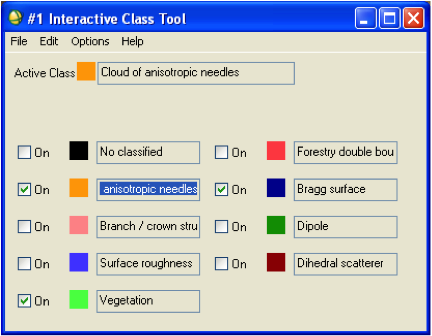 #1 Interactive Class Tool
File Edit Options Help
Active Class Cloud of anisotropic needles
On No classified On Forestry double bou
On anisotropic needles On Bragg surface
On Branch / crown stru On Dipole
On Surface roughness On Dihedral scatterer
On Vegetation